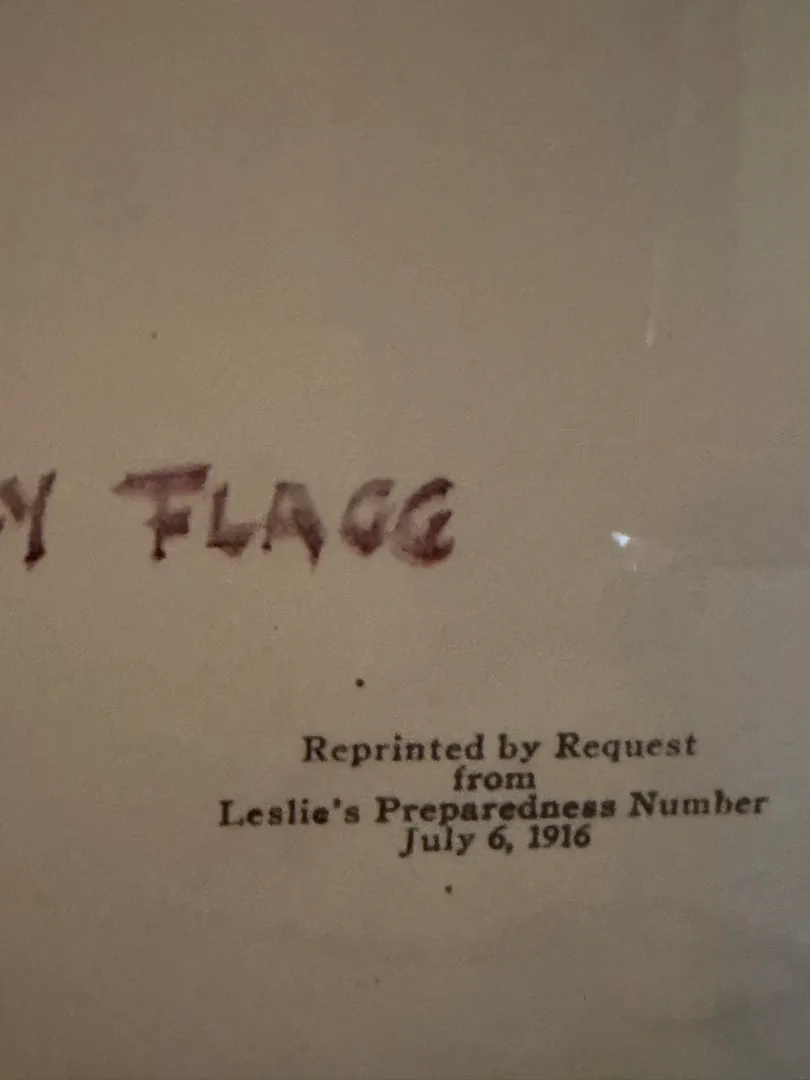 Y FLAGG
Reprinted by Request
from
Leslie's Preparedness Number
July 6, 1916